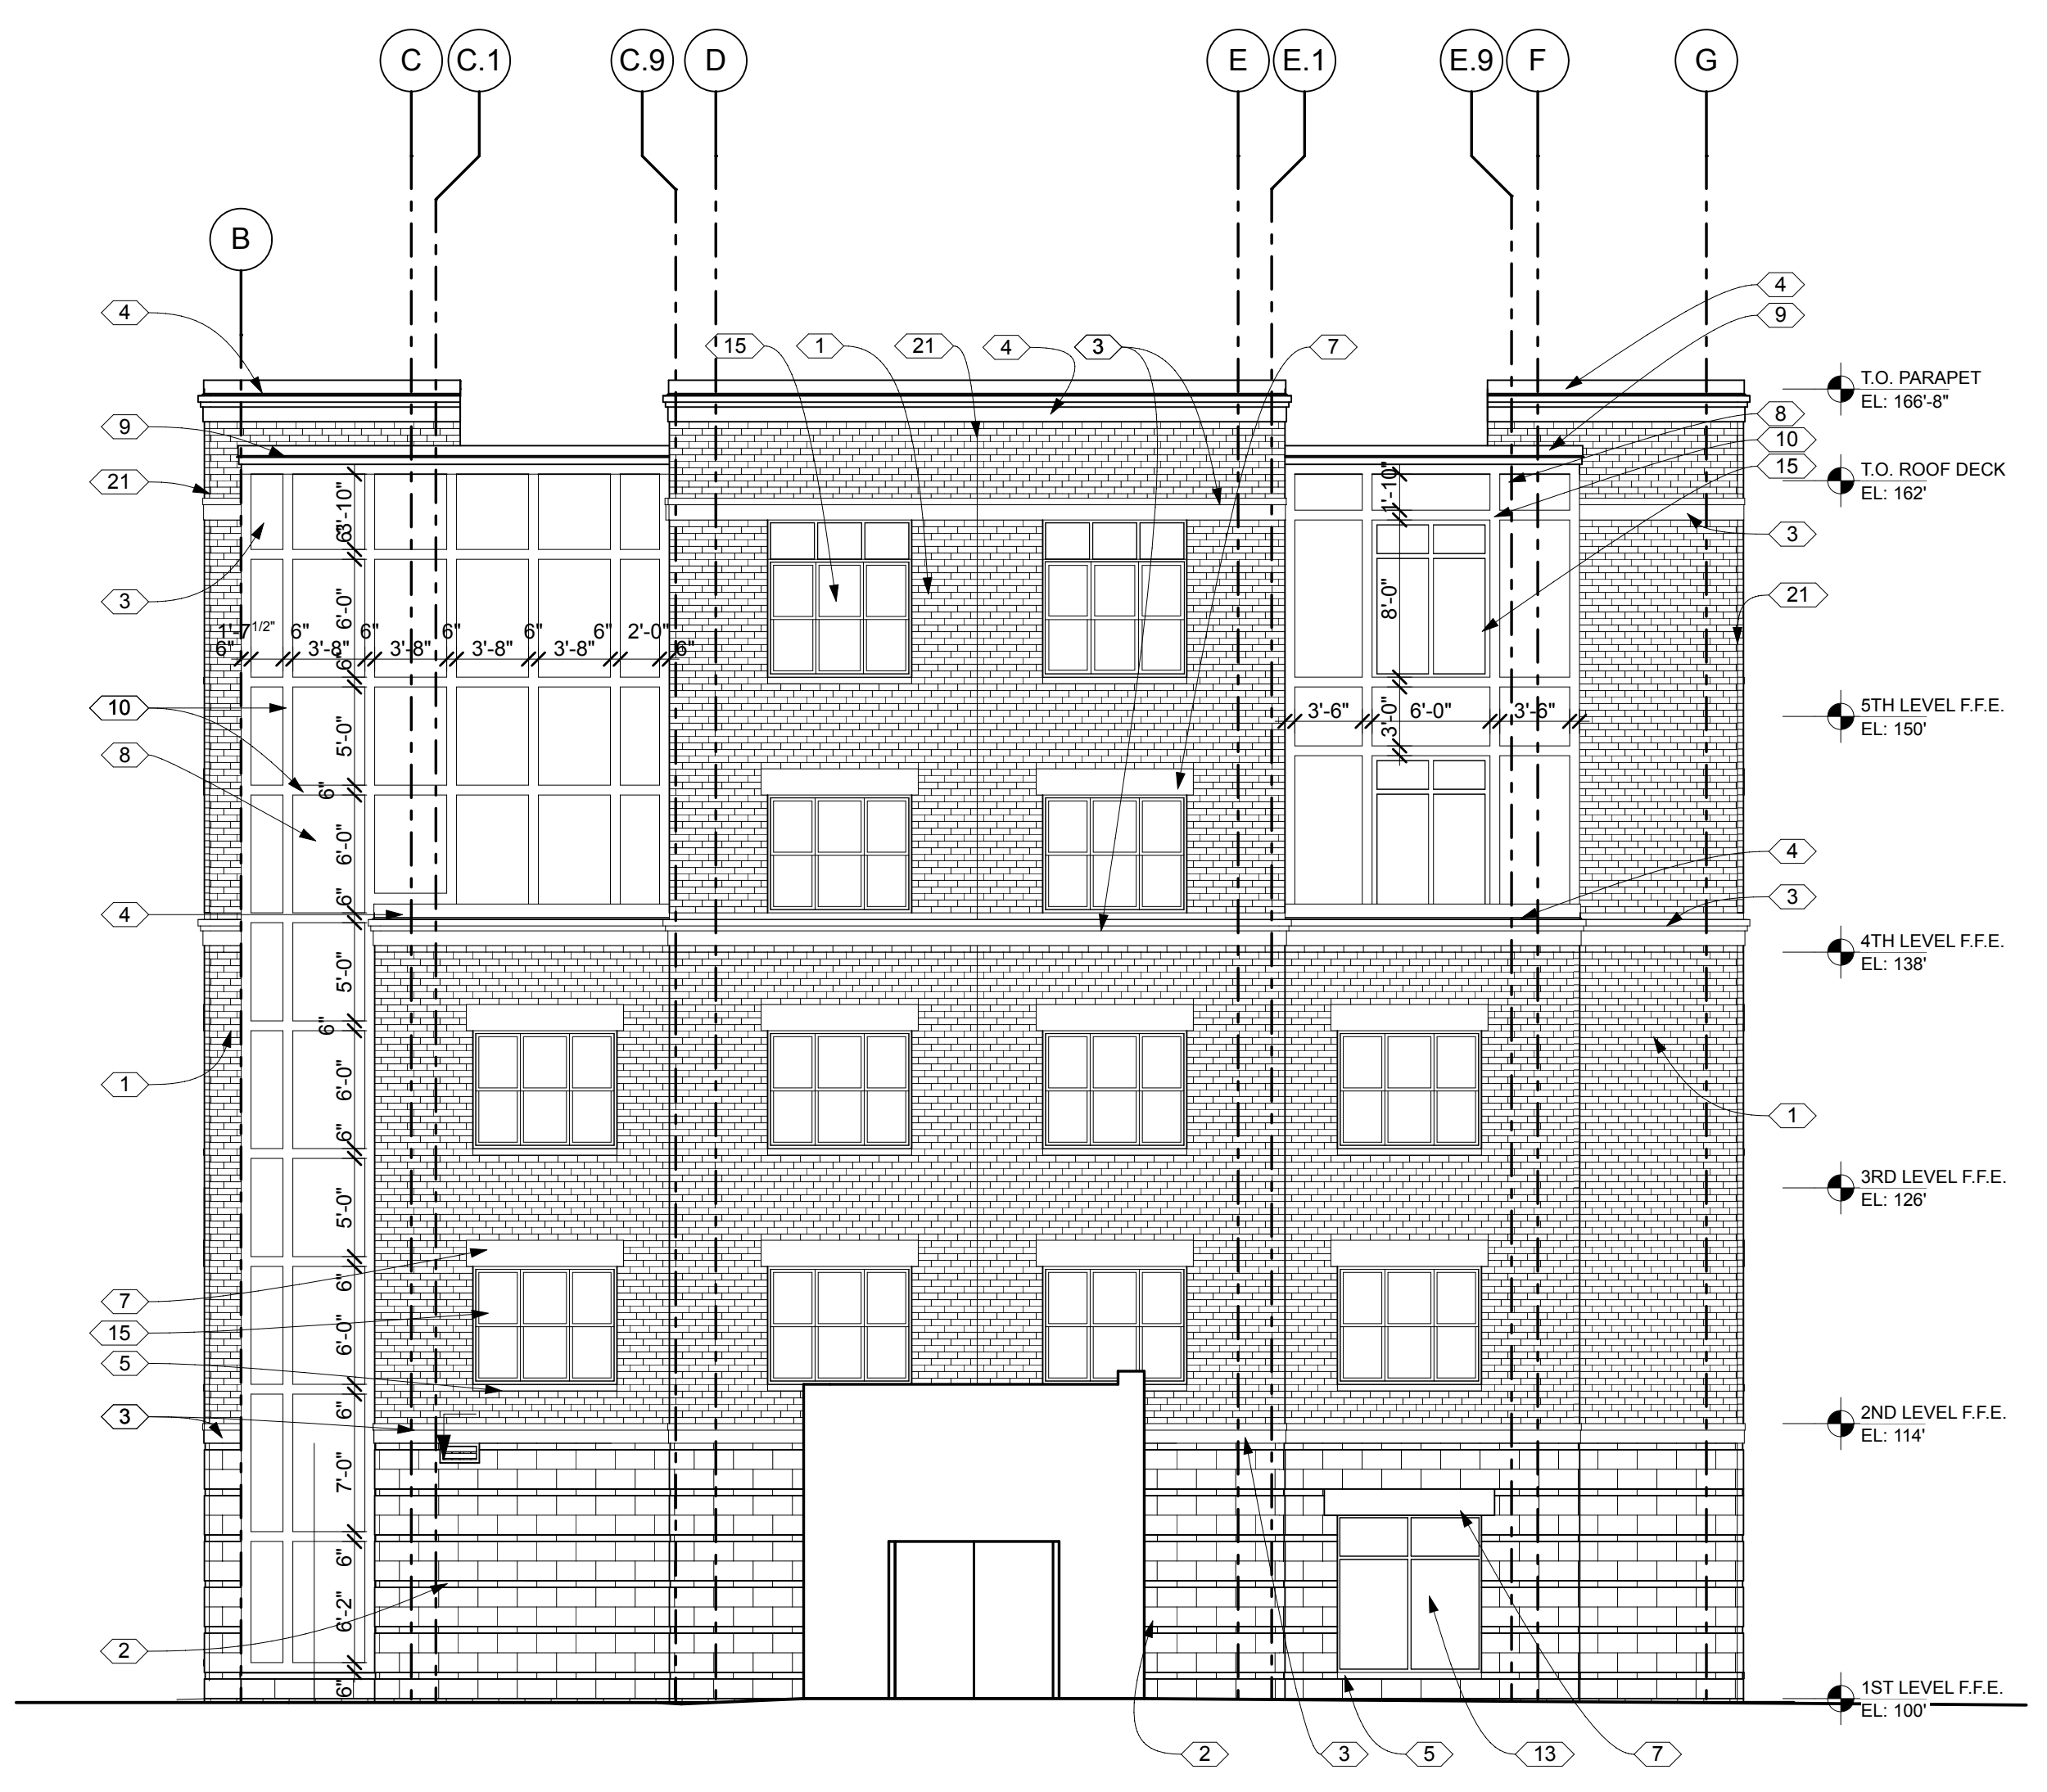 C C.1 C.9 D E E.1 E.9 F G
B
4
4
9
15 1 21 4 3 7
T.O. PARAPET
EL: 166'-8"
8
9
10
21
15
T.O. ROOF DECK
EL: 162'
3'-10"
6"
1'-10"
3
3
21
6'-0"
8'-0"
1'-7 1/2" 6" 6" 6" 6" 6" 2'-0"
6" 3'-8" 3'-8" 3'-8" 3'-8" 6"
6"
10
3'-6" 6'-0" 3'-6"
3'-0"
5TH LEVEL F.F.E.
EL: 150'
5'-0"
8
6"
6'-0"
4
6"
3
4
4TH LEVEL F.F.E.
EL: 138'
5'-0"
6"
1
6'-0"
1
6"
3RD LEVEL F.F.E.
EL: 126'
5'-0"
6"
7
15
6'-0"
5
6"
3
2ND LEVEL F.F.E.
EL: 114'
7'-0"
6"
6'-2"
2
6"
1ST LEVEL F.F.E.
EL: 100'
2 3 5 13 7